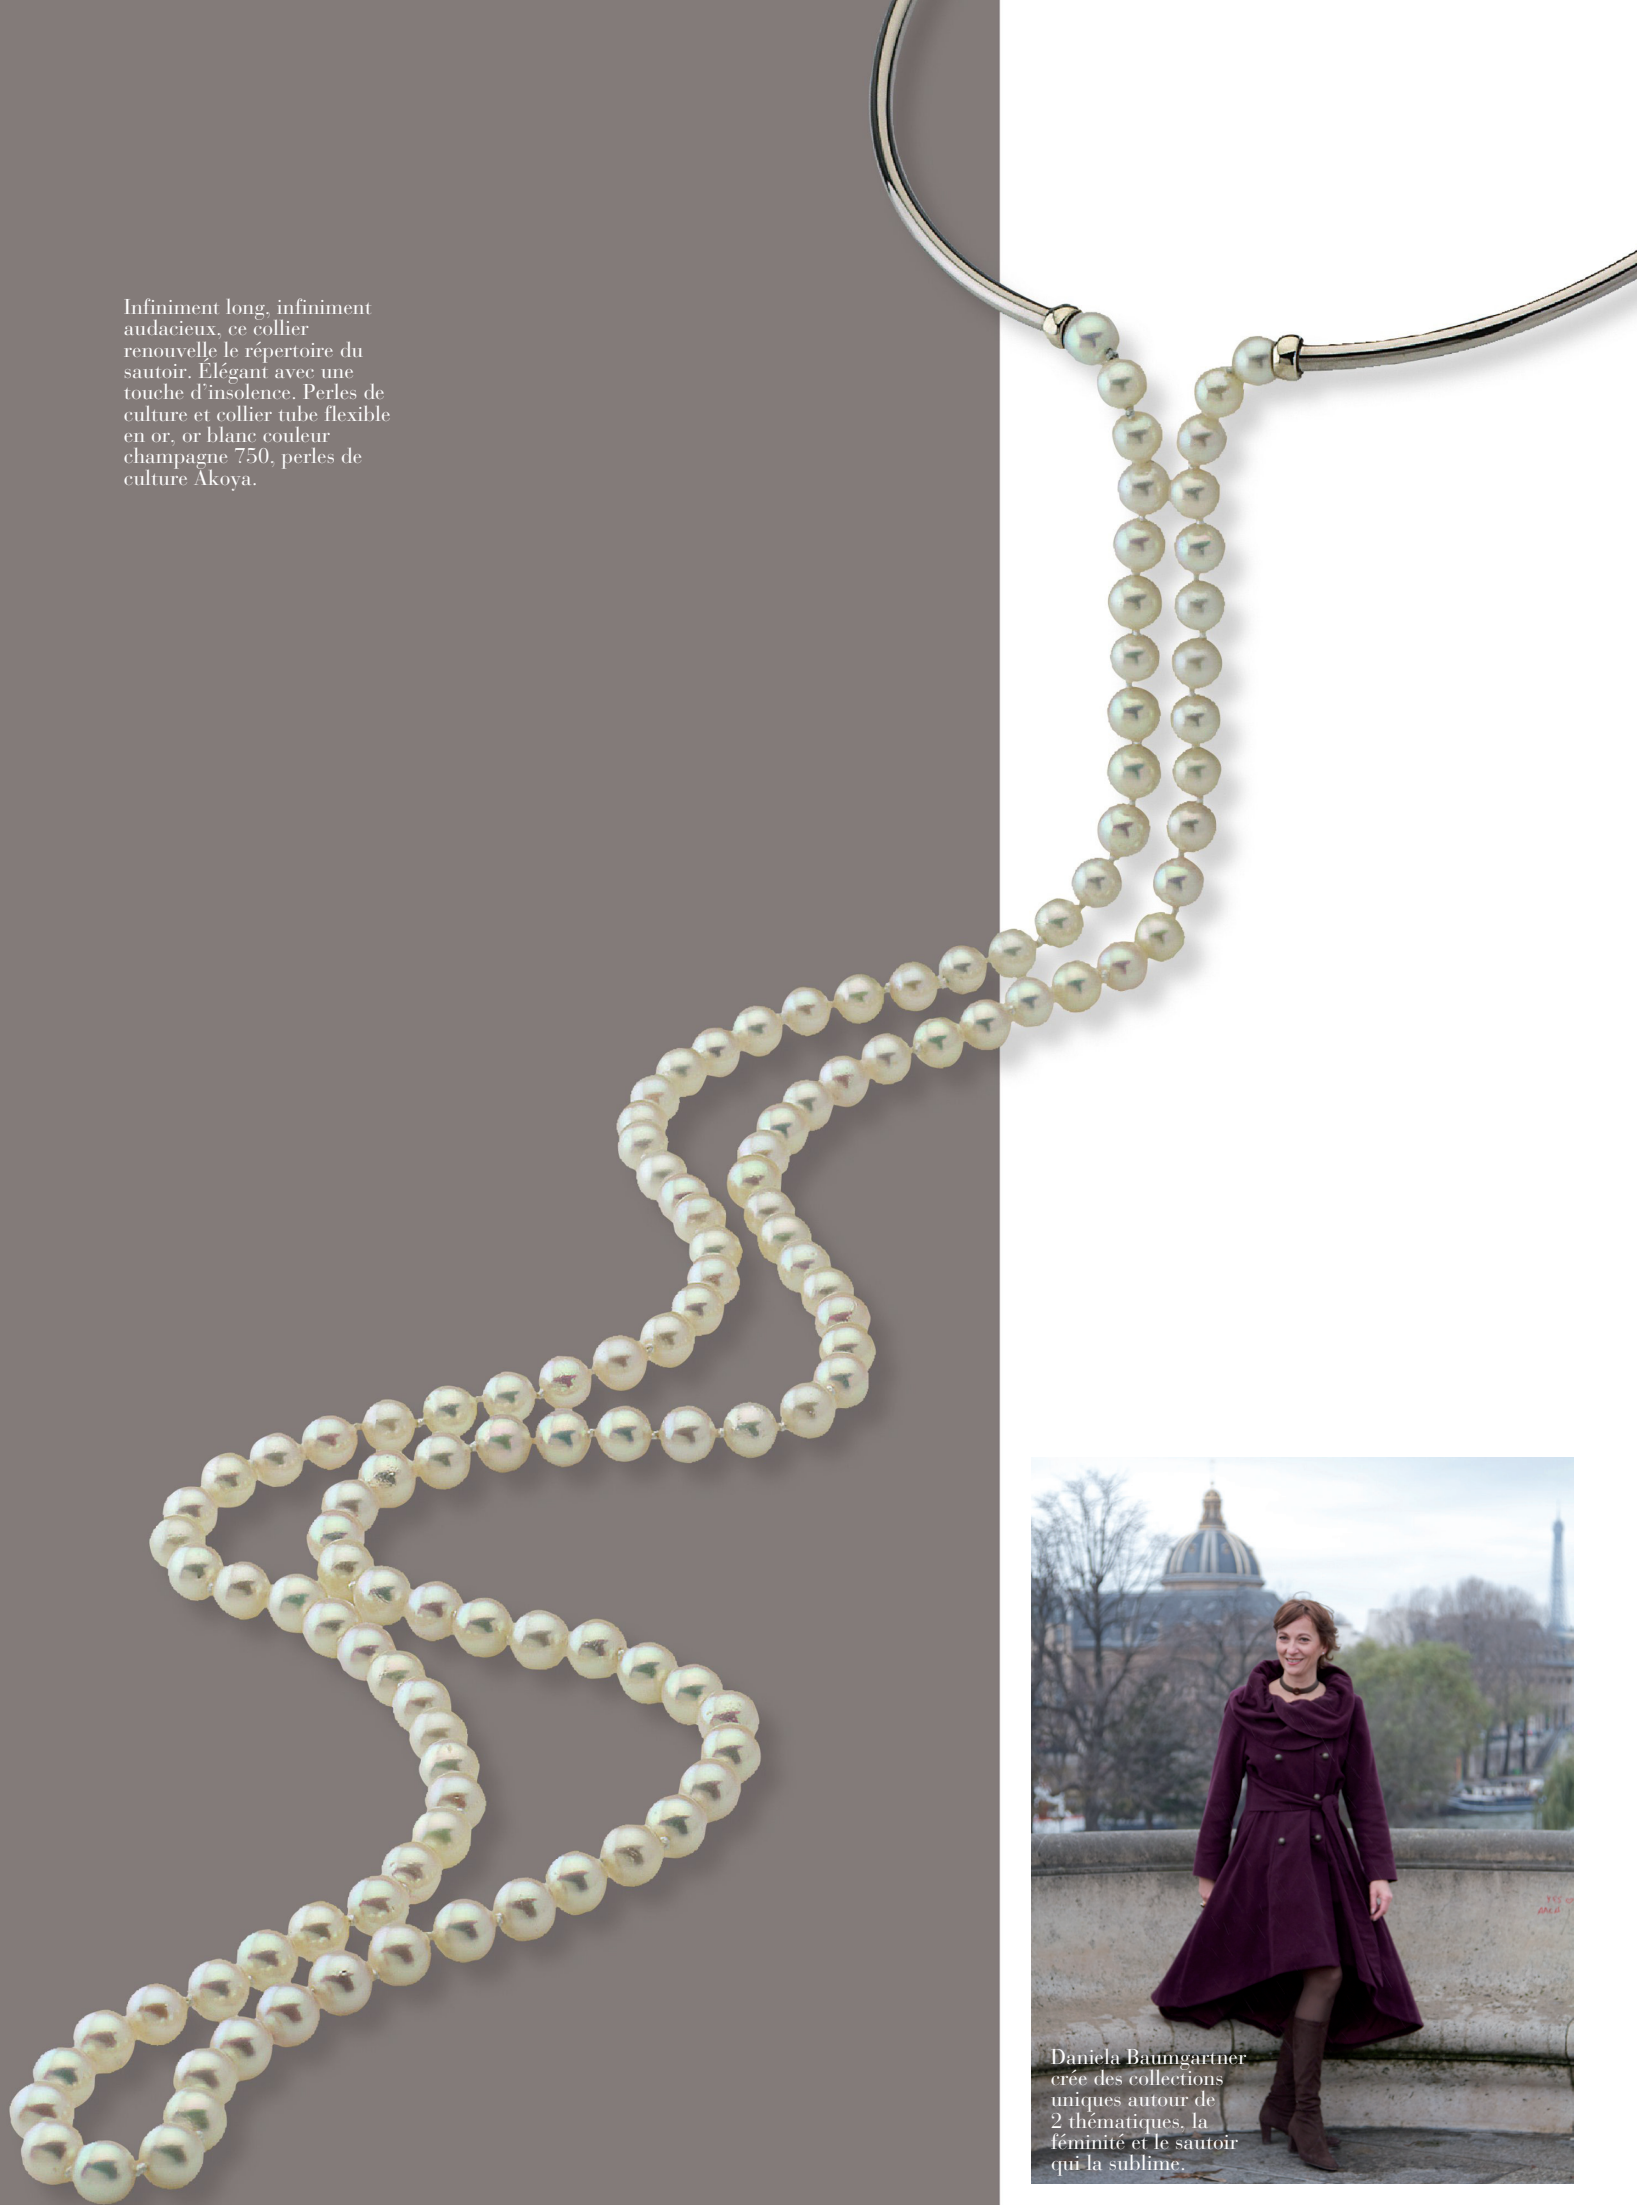 Infiniment long, infiniment
audacieux, ce collier
renouvelle le répertoire du
sautoir. Élégant avec une
touche d'insolence. Perles de
culture et collier tube flexible
en or, or blanc couleur
champagne 750, perles de
culture Akoya.
Daniela Baumgartner
crée des collections
uniques autour de
2 thématiques, la
féminité et le sautoir
qui la sublime.